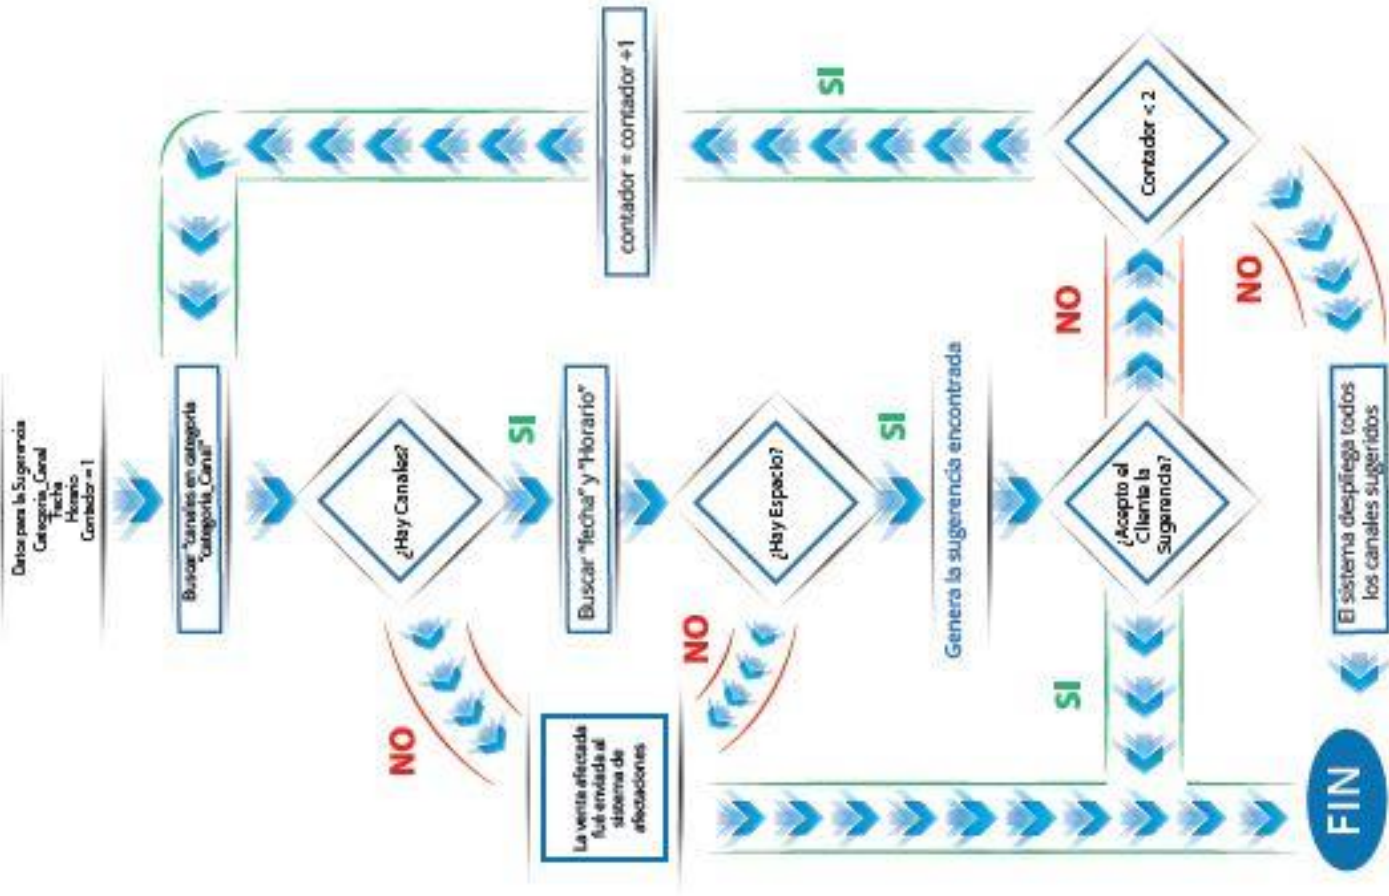 Datos para la Sugerencia
Categoria_Canal
Fecha
Horario
Contador = 1
Buscar "canales en categoria
"categoria_Canal"
¿Hay Canales?
NO
SI
La venta afectada
fué enviada al
sistema de
afectaciones
Buscar "fecha" y "Horario"
contador = contador +1
NO
¿Hay Espacio?
SI
SI
Genera la sugerencia encontrada
SI
¿Acepto el
Cliente la
Sugerencia?
NO
Contador < 2
NO
FIN
El sistema despliega todos
los canales sugeridos